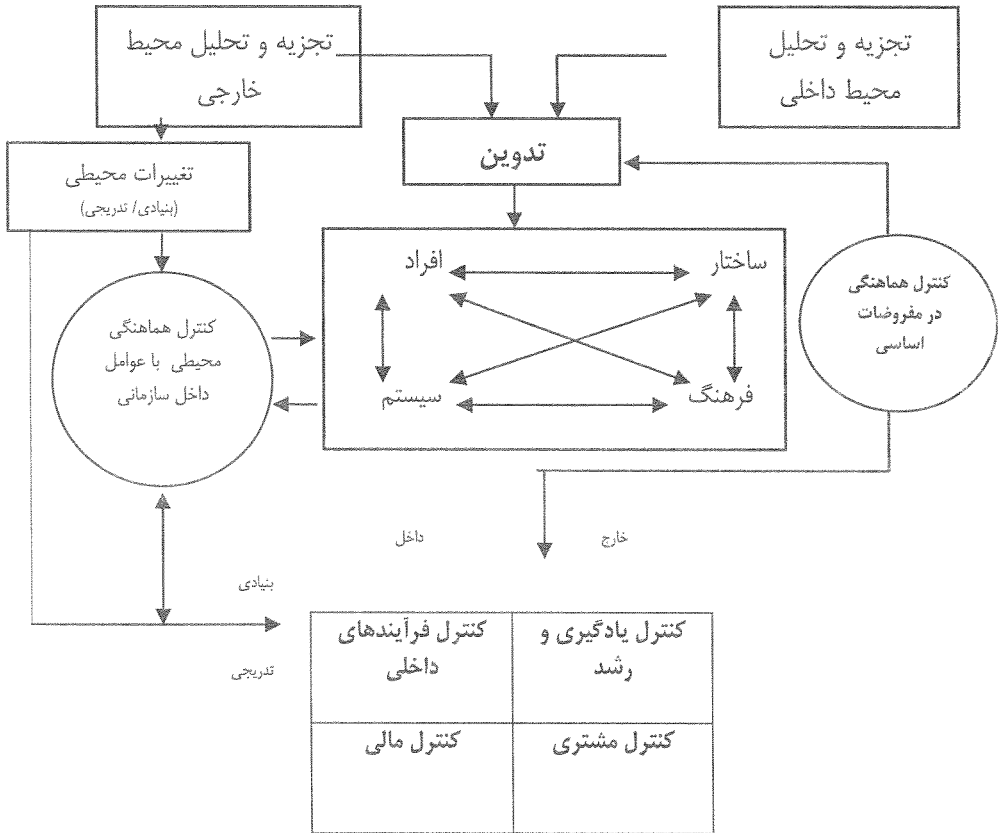 تجزیه و تحلیل
محیط داخلی
تجزیه و تحلیل محیط
خارجی
تدوین
تغییرات محیطی
(بنیادی/ تدریجی)
ساختار
افراد
فرهنگ
سیستم
کنترل هماهنگی
در مفروضات
اساسی
کنترل هماهنگی
محیطی با عوامل
داخل سازمانی
خارج
داخل
بنیادی
تدریجی
کنترل یادگیری و
رشد
کنترل فرآیندهای
داخلی
کنترل مشتری
کنترل مالی